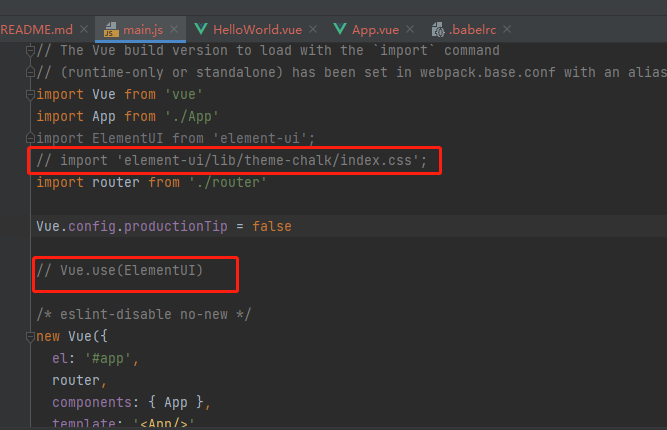 README.md main.js HelloWorld.vue App.vue .babelrc
// The Vue build version to load with the `import` command
// (runtime-only or standalone) has been set in webpack.base.conf with an alias
import Vue from 'vue'
import App from './App'
import ElementUI from 'element-ui';
// import 'element-ui/lib/theme-chalk/index.css';
import router from './router'
Vue.config.productionTip = false
// Vue.use(ElementUI)
/* eslint-disable no-new */
new Vue({
el: '#app',
router,
components: { App },
template: '<App/>'